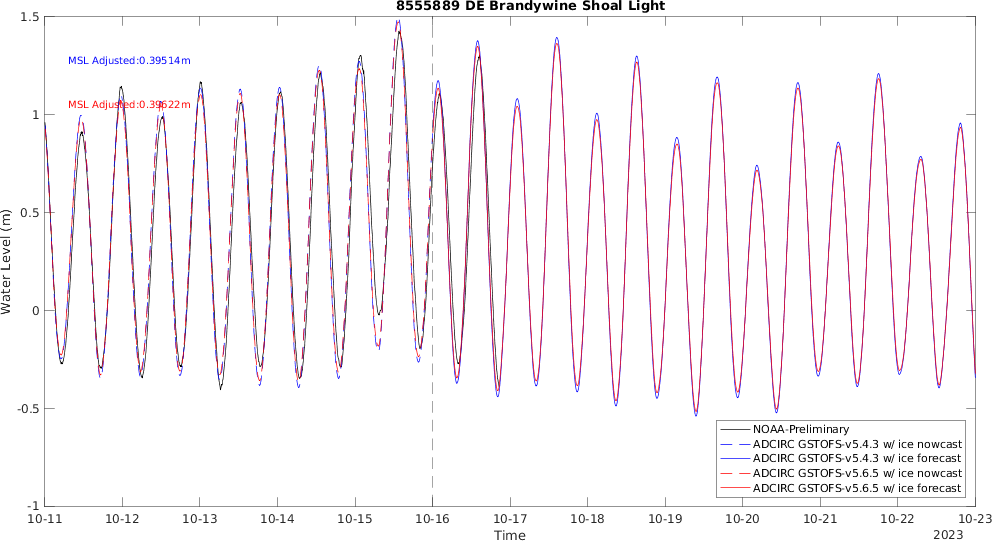 8555889 DE Brandywine Shoal Light
1.5
MSL Adjusted:0.39514m
MSL Adjusted:0.39622m
1
0.5
Water Level (m)
0
-0.5
NOAA-Preliminary
ADCIRC GSTOFS-v5.4.3 w/ ice nowcast
ADCIRC GSTOFS-v5.4.3 w/ ice forecast
ADCIRC GSTOFS-v5.6.5 w/ ice nowcast
ADCIRC GSTOFS-v5.6.5 w/ ice forecast
-1
10-11 10-12 10-13 10-14 10-15 10-16 10-17 10-18 10-19 10-20 10-21 10-22 10-23
Time
2023